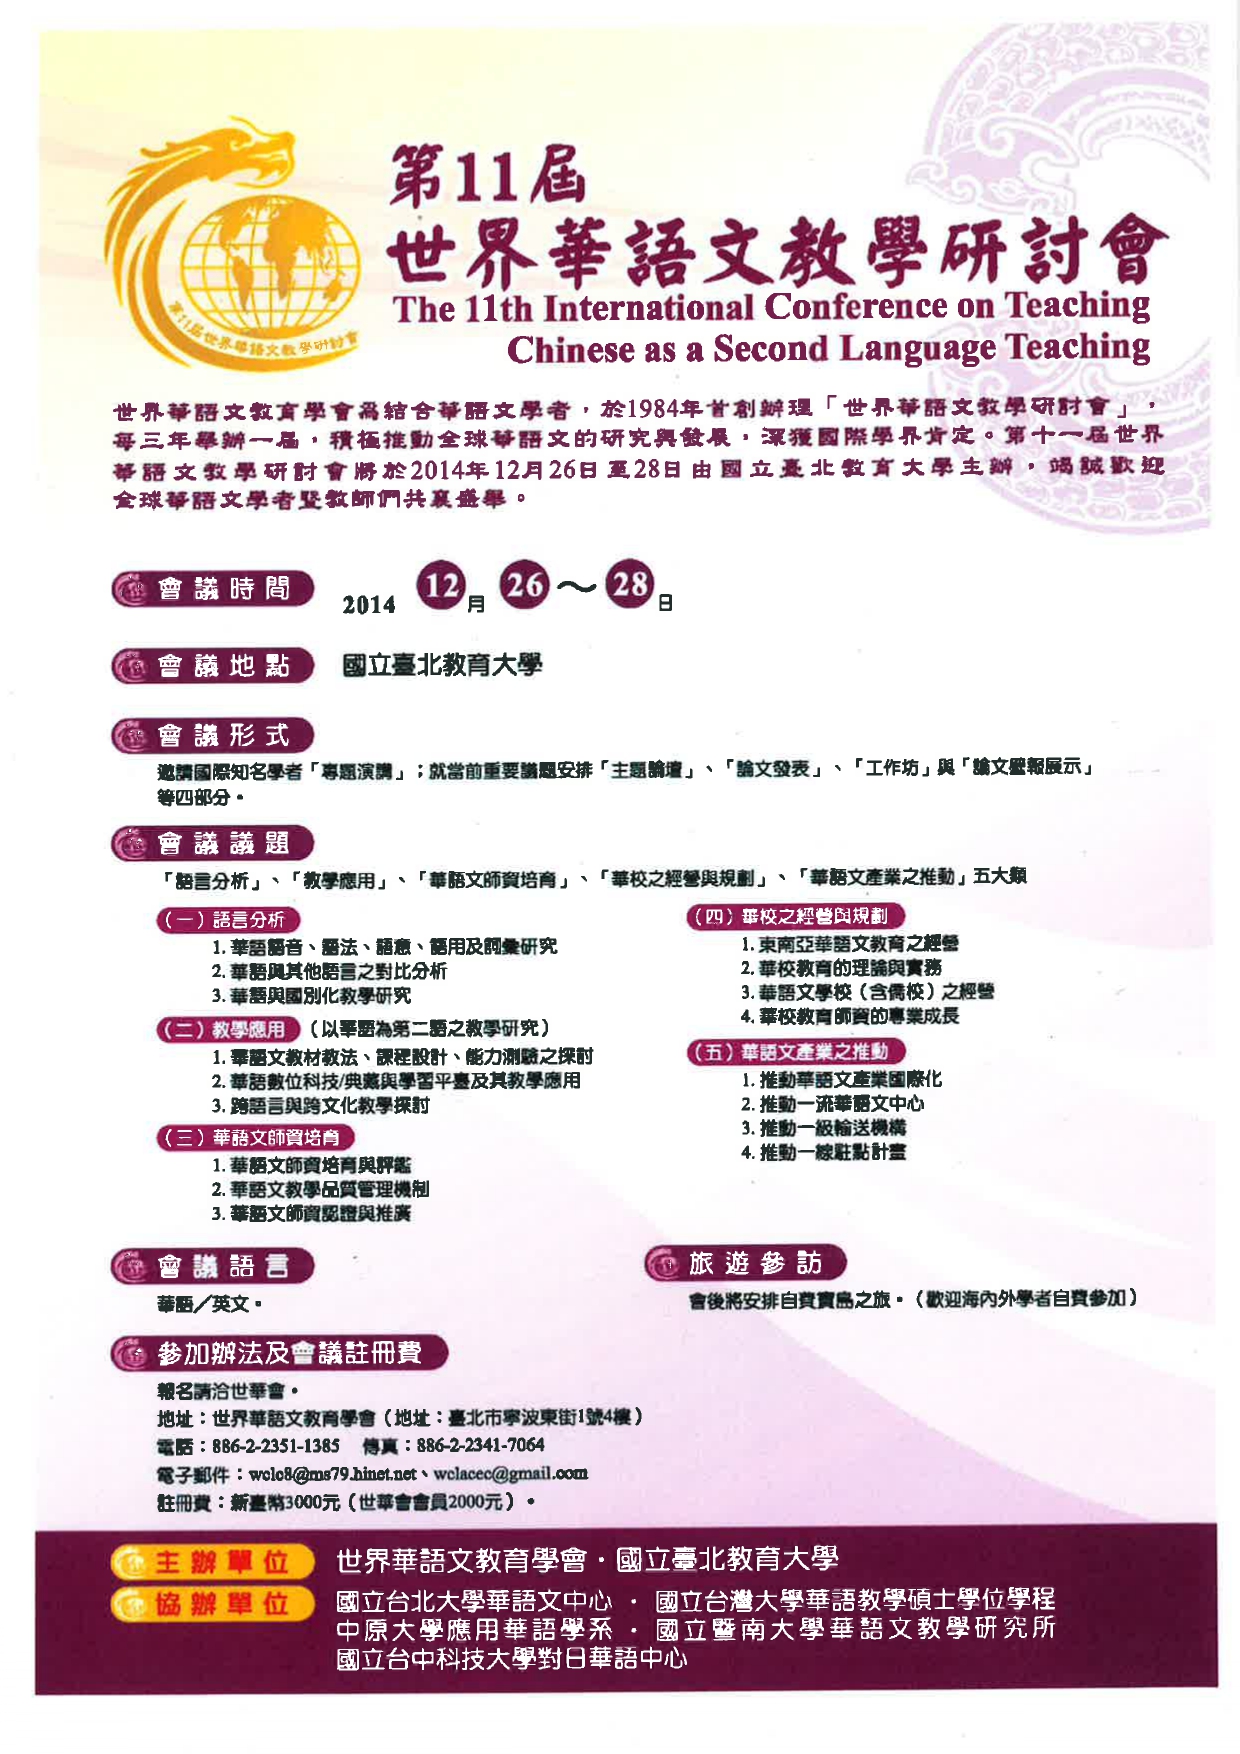 第11屆
世界華語文教學研討會
The 11th International Conference on Teaching
Chinese as a Second Language Teaching
第11屆世界華語文教學研討會
世界華語文教育學會為結合華語文學者，於1984年首創辦理「世界華語文教學研討會」，
每三年舉辦一屆，積極推動全球華語文的研究與發展，深獲國際學界肯定。第十一屆世界
華語文教學研討會將於2014年12月26日至28日由國立臺北教育大學主辦，竭誠歡迎
全球華語文學者暨教師們共襄盛舉。
會議時間 2014 12月 26～28日
會議地點 國立臺北教育大學
會議形式
邀請國際知名學者「專題演講」；就當前重要議題安排「主題論壇」、「論文發表」、「工作坊」與「論文壁報展示」
等四部分。
會議議題
「語言分析」、「教學應用」、「華語文師資培育」、「華校之經營與規劃」、「華語文產業之推動」五大類
（一）語言分析
1. 華語語音、語法、語意、語用及詞彙研究
2. 華語與其他語言之對比分析
3. 華語與國別化教學研究
（二）教學應用（以華語為第二語之教學研究）
1. 華語文教材教法、課程設計、能力測驗之探討
2. 華語數位科技/典藏與學習平臺及其教學應用
3. 跨語言與跨文化教學探討
（三）華語文師資培育
1. 華語文師資培育與評鑑
2. 華語文教學品質管理機制
3. 華語文師資認證與推廣
（四）華校之經營與規劃
1. 東南亞華語文教育之經營
2. 華校教育的理論與實務
3. 華語文學校（含僑校）之經營
4. 華校教育師資的專業成長
（五）華語文產業之推動
1. 推動華語文產業國際化
2. 推動一流華語文中心
3. 推動一級輸送機構
4. 推動一線駐點計畫
會議語言
華語／英文。
旅遊參訪
會後將安排自費寶島之旅。（歡迎海內外學者自費參加）
參加辦法及會議註冊費
報名請洽世華會。
地址：世界華語文教育學會（地址：臺北市寧波東街1號4樓）
電話：886-2-2351-1385 傳真：886-2-2341-7064
電子郵件：wclc8@ms79.hinet.net、wclacec@gmail.com
註冊費：新臺幣3000元（世華會會員2000元）。
主辦單位 世界華語文教育學會．國立臺北教育大學
協辦單位 國立台北大學華語文中心 ． 國立台灣大學華語教學碩士學位學程
中原大學應用華語學系 ． 國立暨南大學華語文教學研究所
國立台中科技大學對日華語中心